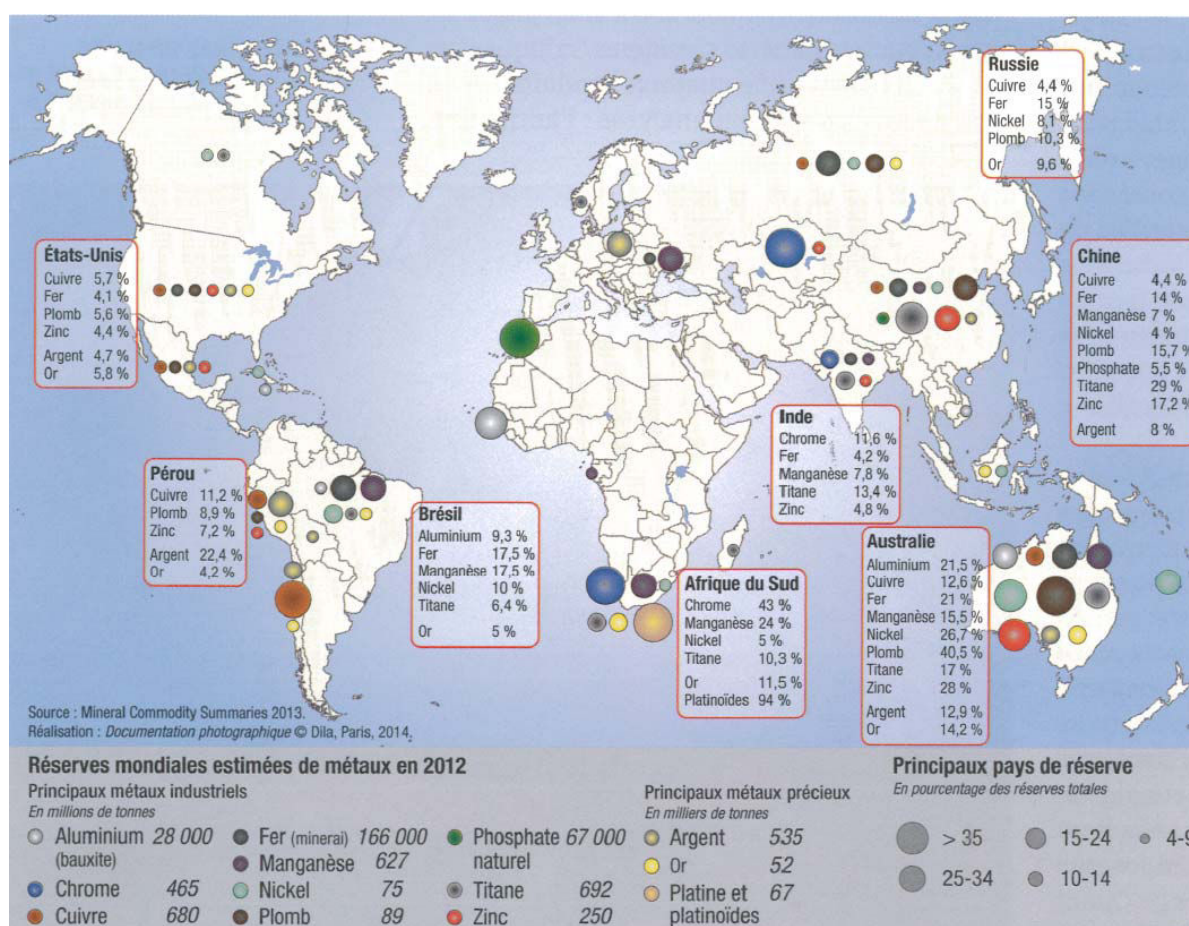 Russie
Cuivre 4,4 %
Fer 15 %
Nickel 8,1 %
Plomb 10,3 %
Or 9,6 %
États-Unis
Cuivre 5,7 %
Fer 4,1 %
Plomb 5,6 %
Zinc 4,4 %
Argent 4,7 %
Or 5,8 %
Chine
Cuivre 4,4 %
Fer 14 %
Manganèse 7 %
Nickel 4 %
Plomb 15,7 %
Phosphate 5,5 %
Titane 29 %
Zinc 17,2 %
Argent 8 %
Inde
Chrome 11,6 %
Fer 4,2 %
Manganèse 7,8 %
Titane 13,4 %
Zinc 4,8 %
Pérou
Cuivre 11,2 %
Plomb 8,9 %
Zinc 7,2 %
Argent 22,4 %
Or 4,2 %
Brésil
Aluminium 9,3 %
Fer 17,5 %
Manganèse 17,5 %
Nickel 10 %
Titane 6,4 %
Or 5 %
Afrique du Sud
Chrome 43 %
Manganèse 24 %
Nickel 5 %
Titane 10,3 %
Or 11,5 %
Platinoïdes 94 %
Australie
Aluminium 21,5 %
Cuivre 12,6 %
Fer 21 %
Manganèse 15,5 %
Nickel 26,7 %
Plomb 40,5 %
Titane 17 %
Zinc 28 %
Argent 12,9 %
Or 14,2 %
Source : Mineral Commodity Summaries 2013.
Réalisation : Documentation photographique © Dila, Paris, 2014.
Réserves mondiales estimées de métaux en 2012
Principaux métaux industriels
En millions de tonnes
Aluminium 28 000
(bauxite)
Chrome 465
Cuivre 680
Fer (minerai) 166 000
Manganèse 627
Nickel 75
Plomb 89
Phosphate 67 000
naturel
Titane 692
Zinc 250
Principaux métaux précieux
En milliers de tonnes
Argent 535
Or 52
Platine et 67
platinoïdes
Principaux pays de réserve
En pourcentage des réserves totales
> 35
25-34
15-24
10-14
4-9